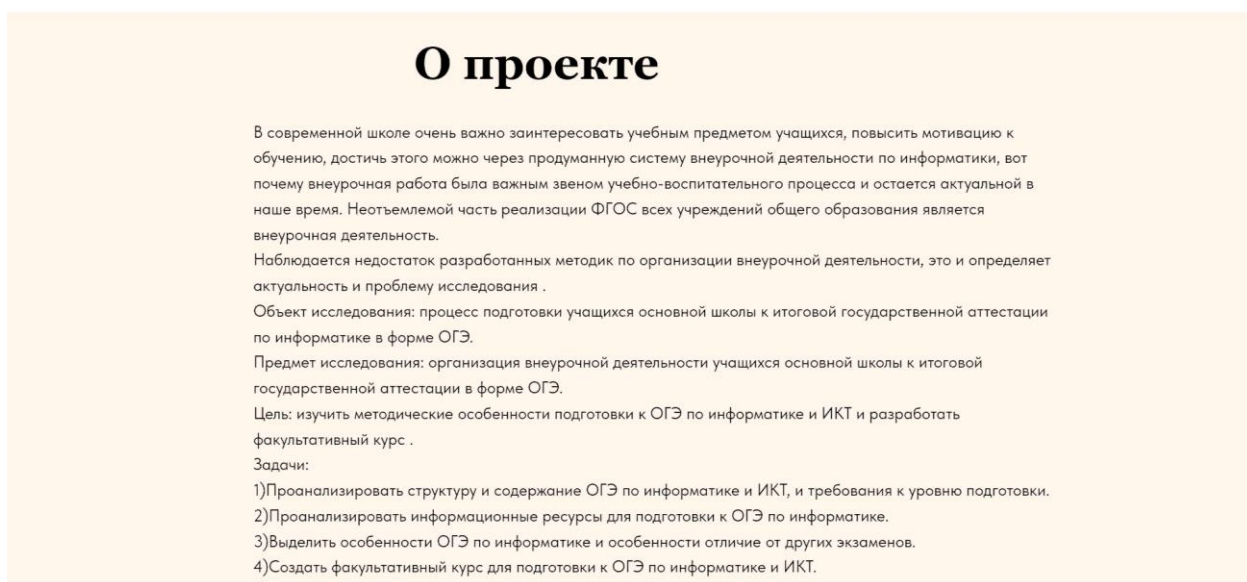 О проекте
В современной школе очень важно заинтересовать учебным предметом учащихся, повысить мотивацию к
обучению, достичь этого можно через продуманную систему внеурочной деятельности по информатики, вот
почему внеурочная работа была важным звеном учебно-воспитательного процесса и остается актуальной в
наше время. Неотъемлемой часть реализации ФГОС всех учреждений общего образования является
внеурочная деятельность.
Наблюдается недостаток разработанных методик по организации внеурочной деятельности, это и определяет
актуальность и проблему исследования .
Объект исследования: процесс подготовки учащихся основной школы к итоговой государственной аттестации
по информатике в форме ОГЭ.
Предмет исследования: организация внеурочной деятельности учащихся основной школы к итоговой
государственной аттестации в форме ОГЭ.
Цель: изучить методические особенности подготовки к ОГЭ по информатике и ИКТ и разработать
факультативный курс .
Задачи:
1)Проанализировать структуру и содержание ОГЭ по информатике и ИКТ, и требования к уровню подготовки.
2)Проанализировать информационные ресурсы для подготовки к ОГЭ по информатике.
3)Выделить особенности ОГЭ по информатике и особенности отличие от других экзаменов.
4)Создать факультативный курс для подготовки к ОГЭ по информатике и ИКТ.